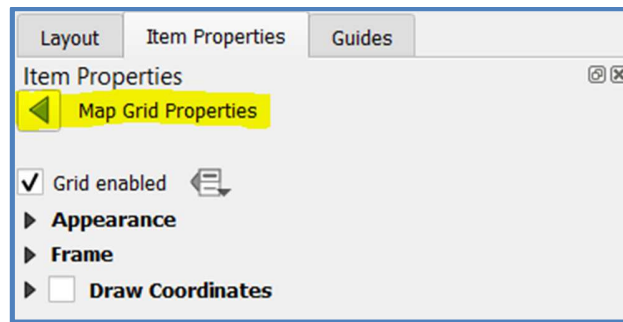 Layout Item Properties Guides
Item Properties
Map Grid Properties
Grid enabled
Appearance
Frame
Draw Coordinates